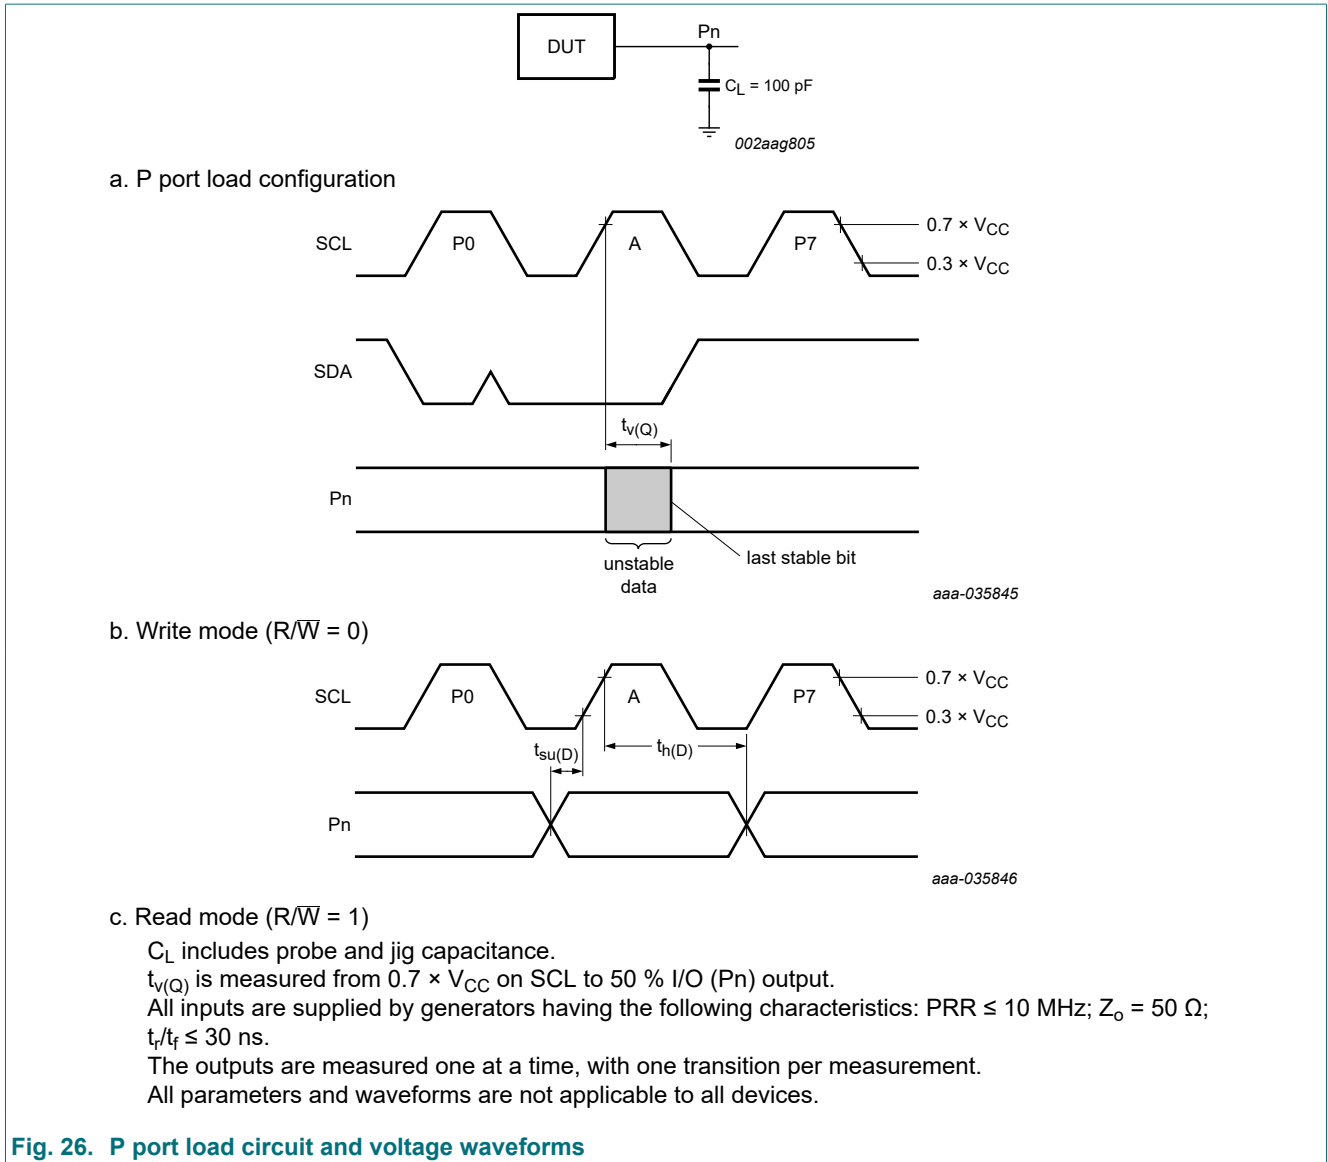 DUT
Pn
CL = 100 pF
002aag805
a. P port load configuration
SCL
P0
A
P7
0.7 × VCC
0.3 × VCC
SDA
tv(Q)
Pn
unstable
data
last stable bit
aaa-035845
b. Write mode (R/W̅ = 0)
SCL
P0
A
P7
0.7 × VCC
0.3 × VCC
tsu(D)
th(D)
Pn
aaa-035846
c. Read mode (R/W̅ = 1)
CL includes probe and jig capacitance.
tv(Q) is measured from 0.7 × VCC on SCL to 50 % I/O (Pn) output.
All inputs are supplied by generators having the following characteristics: PRR ≤ 10 MHz; Zo = 50 Ω;
tr/tf ≤ 30 ns.
The outputs are measured one at a time, with one transition per measurement.
All parameters and waveforms are not applicable to all devices.
Fig. 26. P port load circuit and voltage waveforms